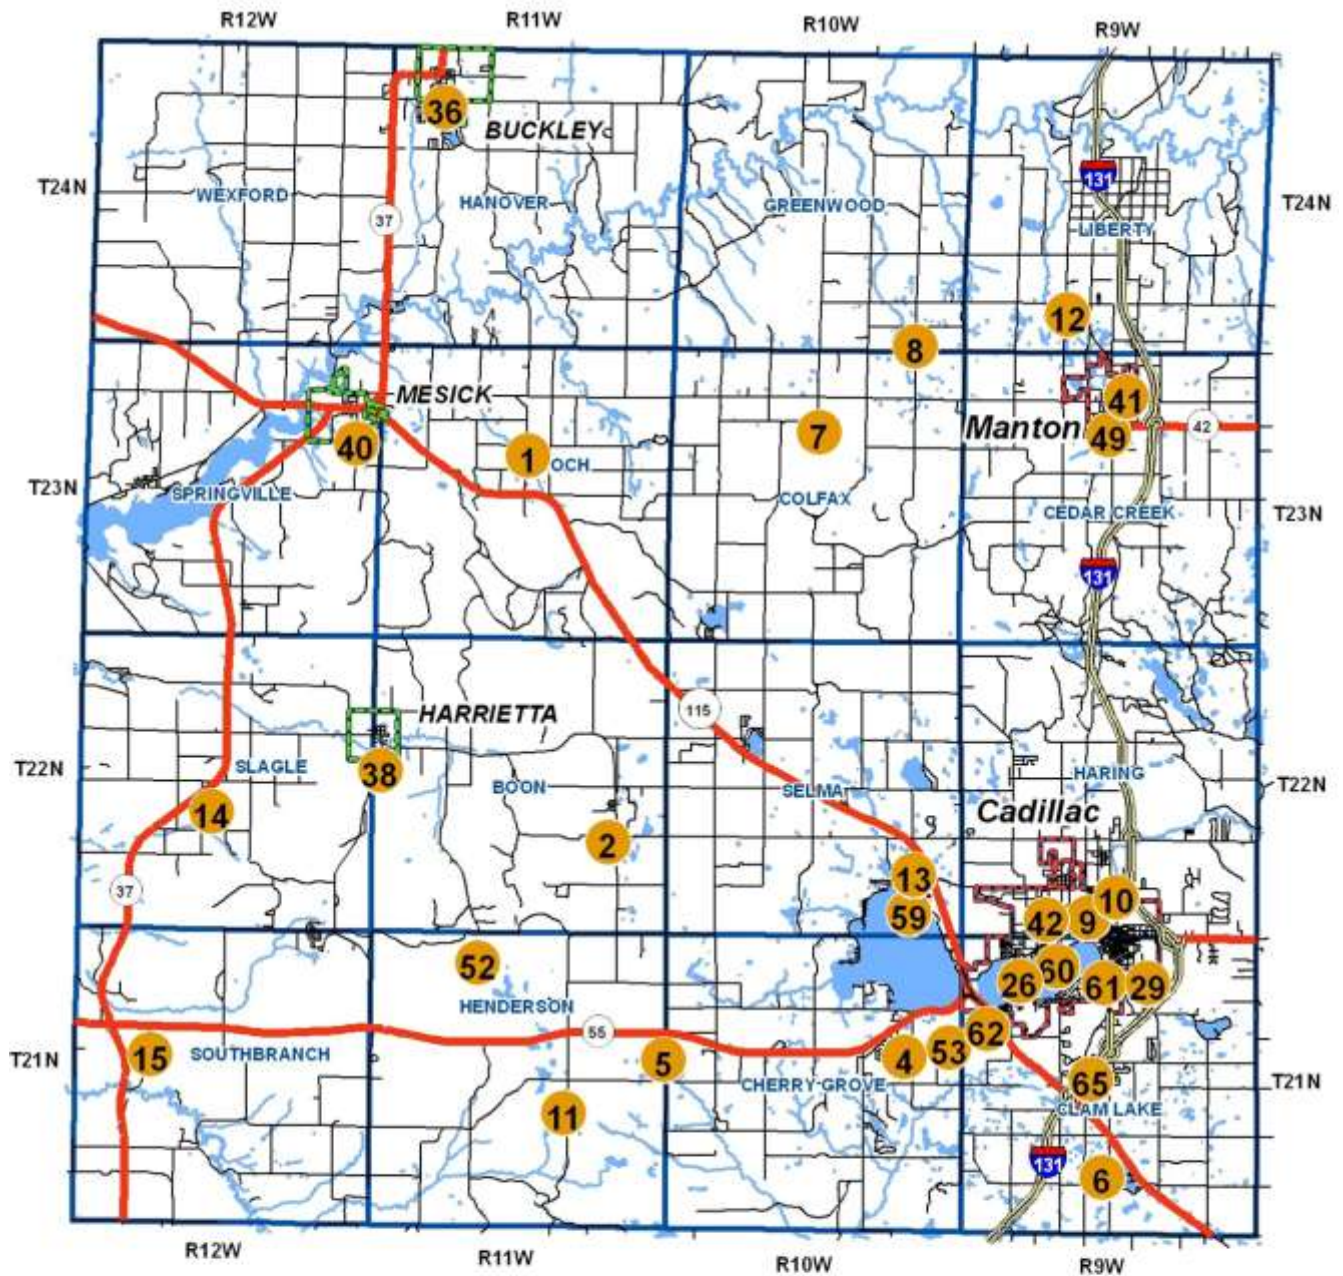 R12W R11W R10W R9W
36
BUCKLEY
131
T24N WEXFORD HANOVER GREENWOOD T24N
37
LIBERTY
12
8
MESICK
41
7 Manton 49 42
40
1 OCH
T23N SPRINGVILLE COLFAX CEDAR CREEK T23N
131
HARRIETTA
115
T22N SLAGLE 38 BOON SELMA HARING T22N
Cadillac
14
2
13
37
10
59 42 9
52
60
26 61 29
HENDERSON
55 62
T21N 15 SOUTHBRANCH 5 4 53
CHERRY GROVE 65 T21N
11 CLAM LAKE
131
6
R12W R11W R10W R9W